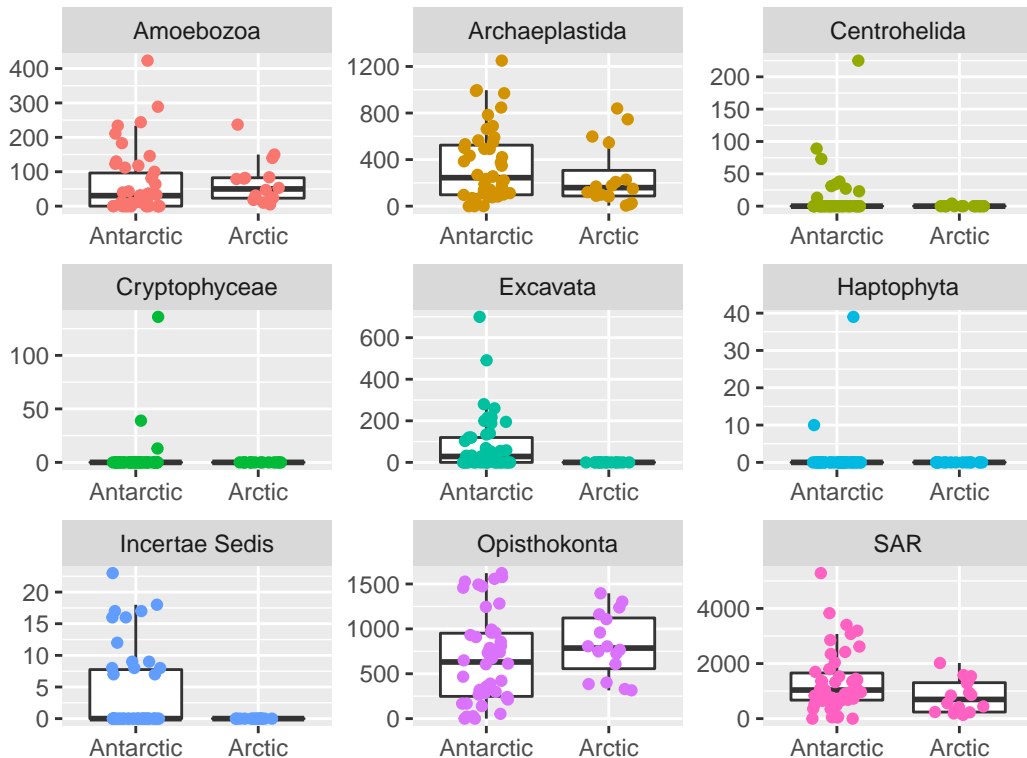 Amoebozoa
400
300
200
100
0
Antarctic Arctic
Archaeplastida
1200
800
400
0
Antarctic Arctic
Centrohelida
200
150
100
50
0
Antarctic Arctic
Cryptophyceae
100
50
0
Antarctic Arctic
Excavata
600
400
200
0
Antarctic Arctic
Haptophyta
40
30
20
10
0
Antarctic Arctic
Incertae Sedis
20
15
10
5
0
Antarctic Arctic
Opisthokonta
1500
1000
500
0
Antarctic Arctic
SAR
4000
2000
0
Antarctic Arctic